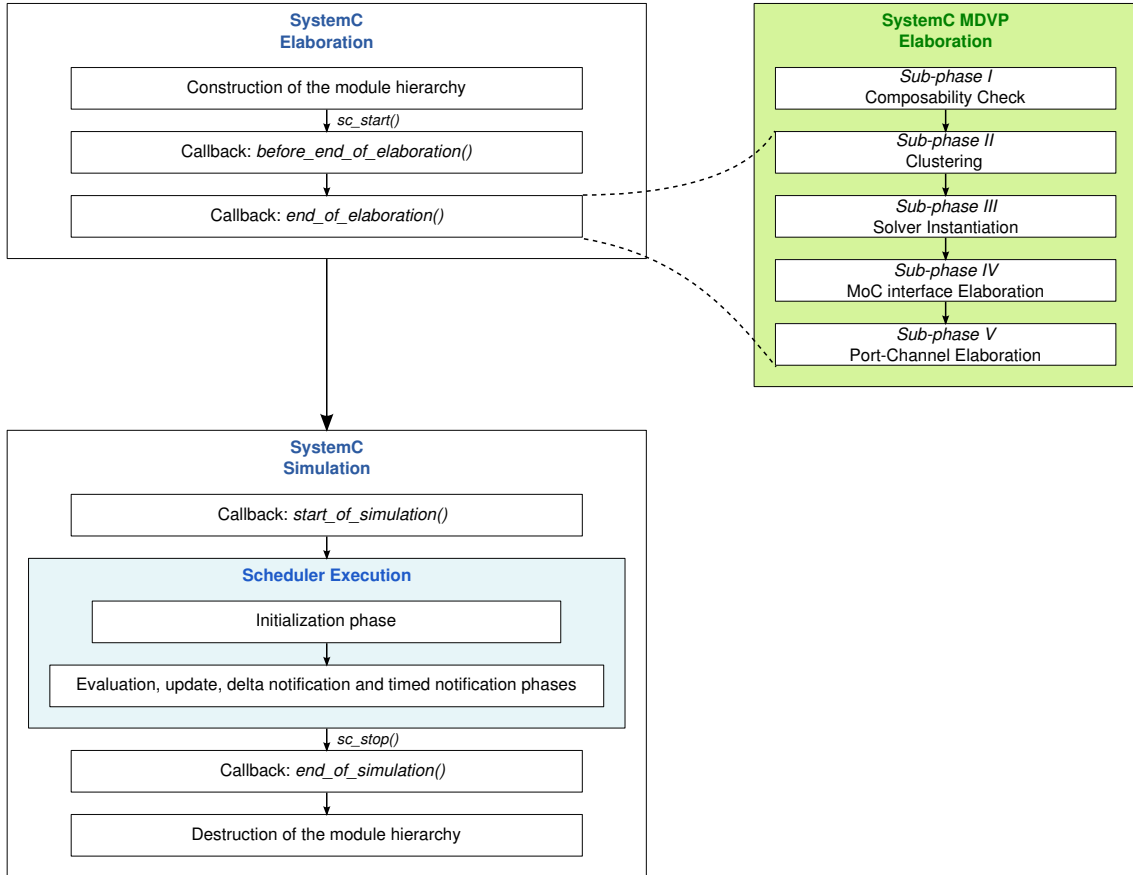 SystemC
Elaboration
Construction of the module hierarchy
sc_start()
Callback: before_end_of_elaboration()
Callback: end_of_elaboration()
SystemC MDVP
Elaboration
Sub-phase I
Composability Check
Sub-phase II
Clustering
Sub-phase III
Solver Instantiation
Sub-phase IV
MoC interface Elaboration
Sub-phase V
Port-Channel Elaboration
SystemC
Simulation
Callback: start_of_simulation()
Scheduler Execution
Initialization phase
Evaluation, update, delta notification and timed notification phases
sc_stop()
Callback: end_of_simulation()
Destruction of the module hierarchy